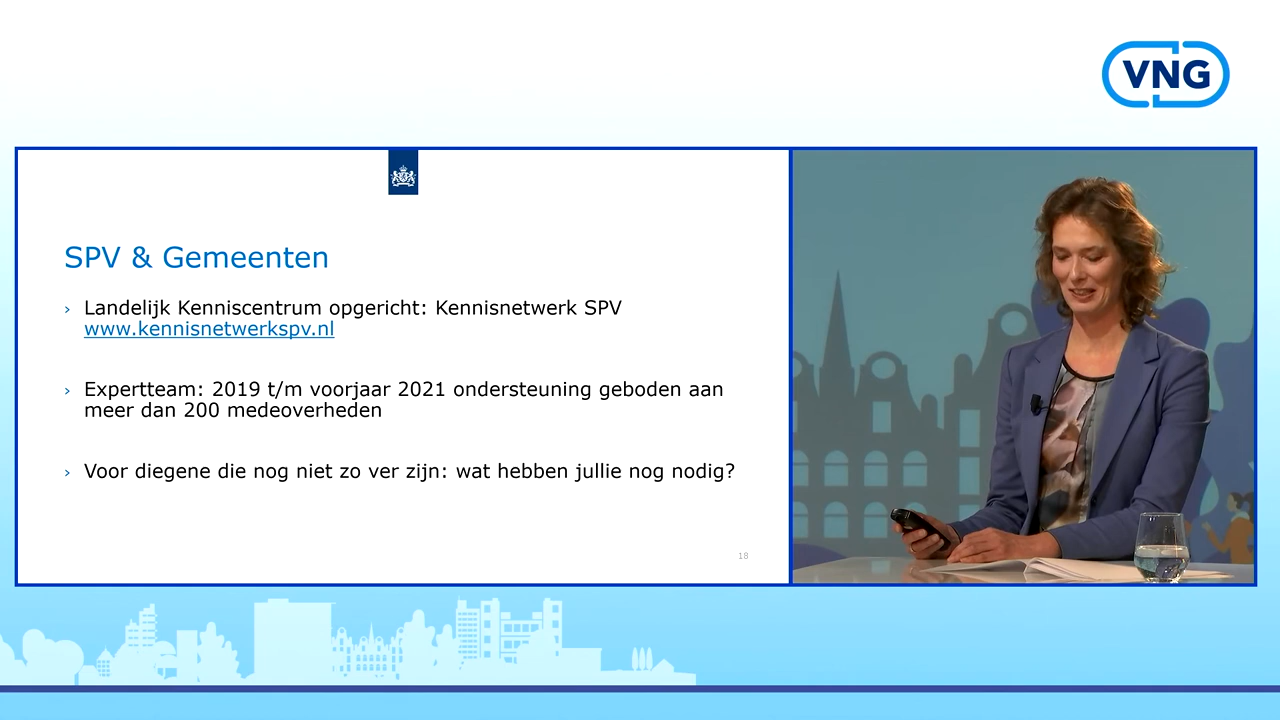 VNG
SPV & Gemeenten
› Landelijk Kenniscentrum opgericht: Kennisnetwerk SPV
www.kennisnetwerkspv.nl
› Expertteam: 2019 t/m voorjaar 2021 ondersteuning geboden aan
meer dan 200 medeoverheden
› Voor diegene die nog niet zo ver zijn: wat hebben jullie nog nodig?
18